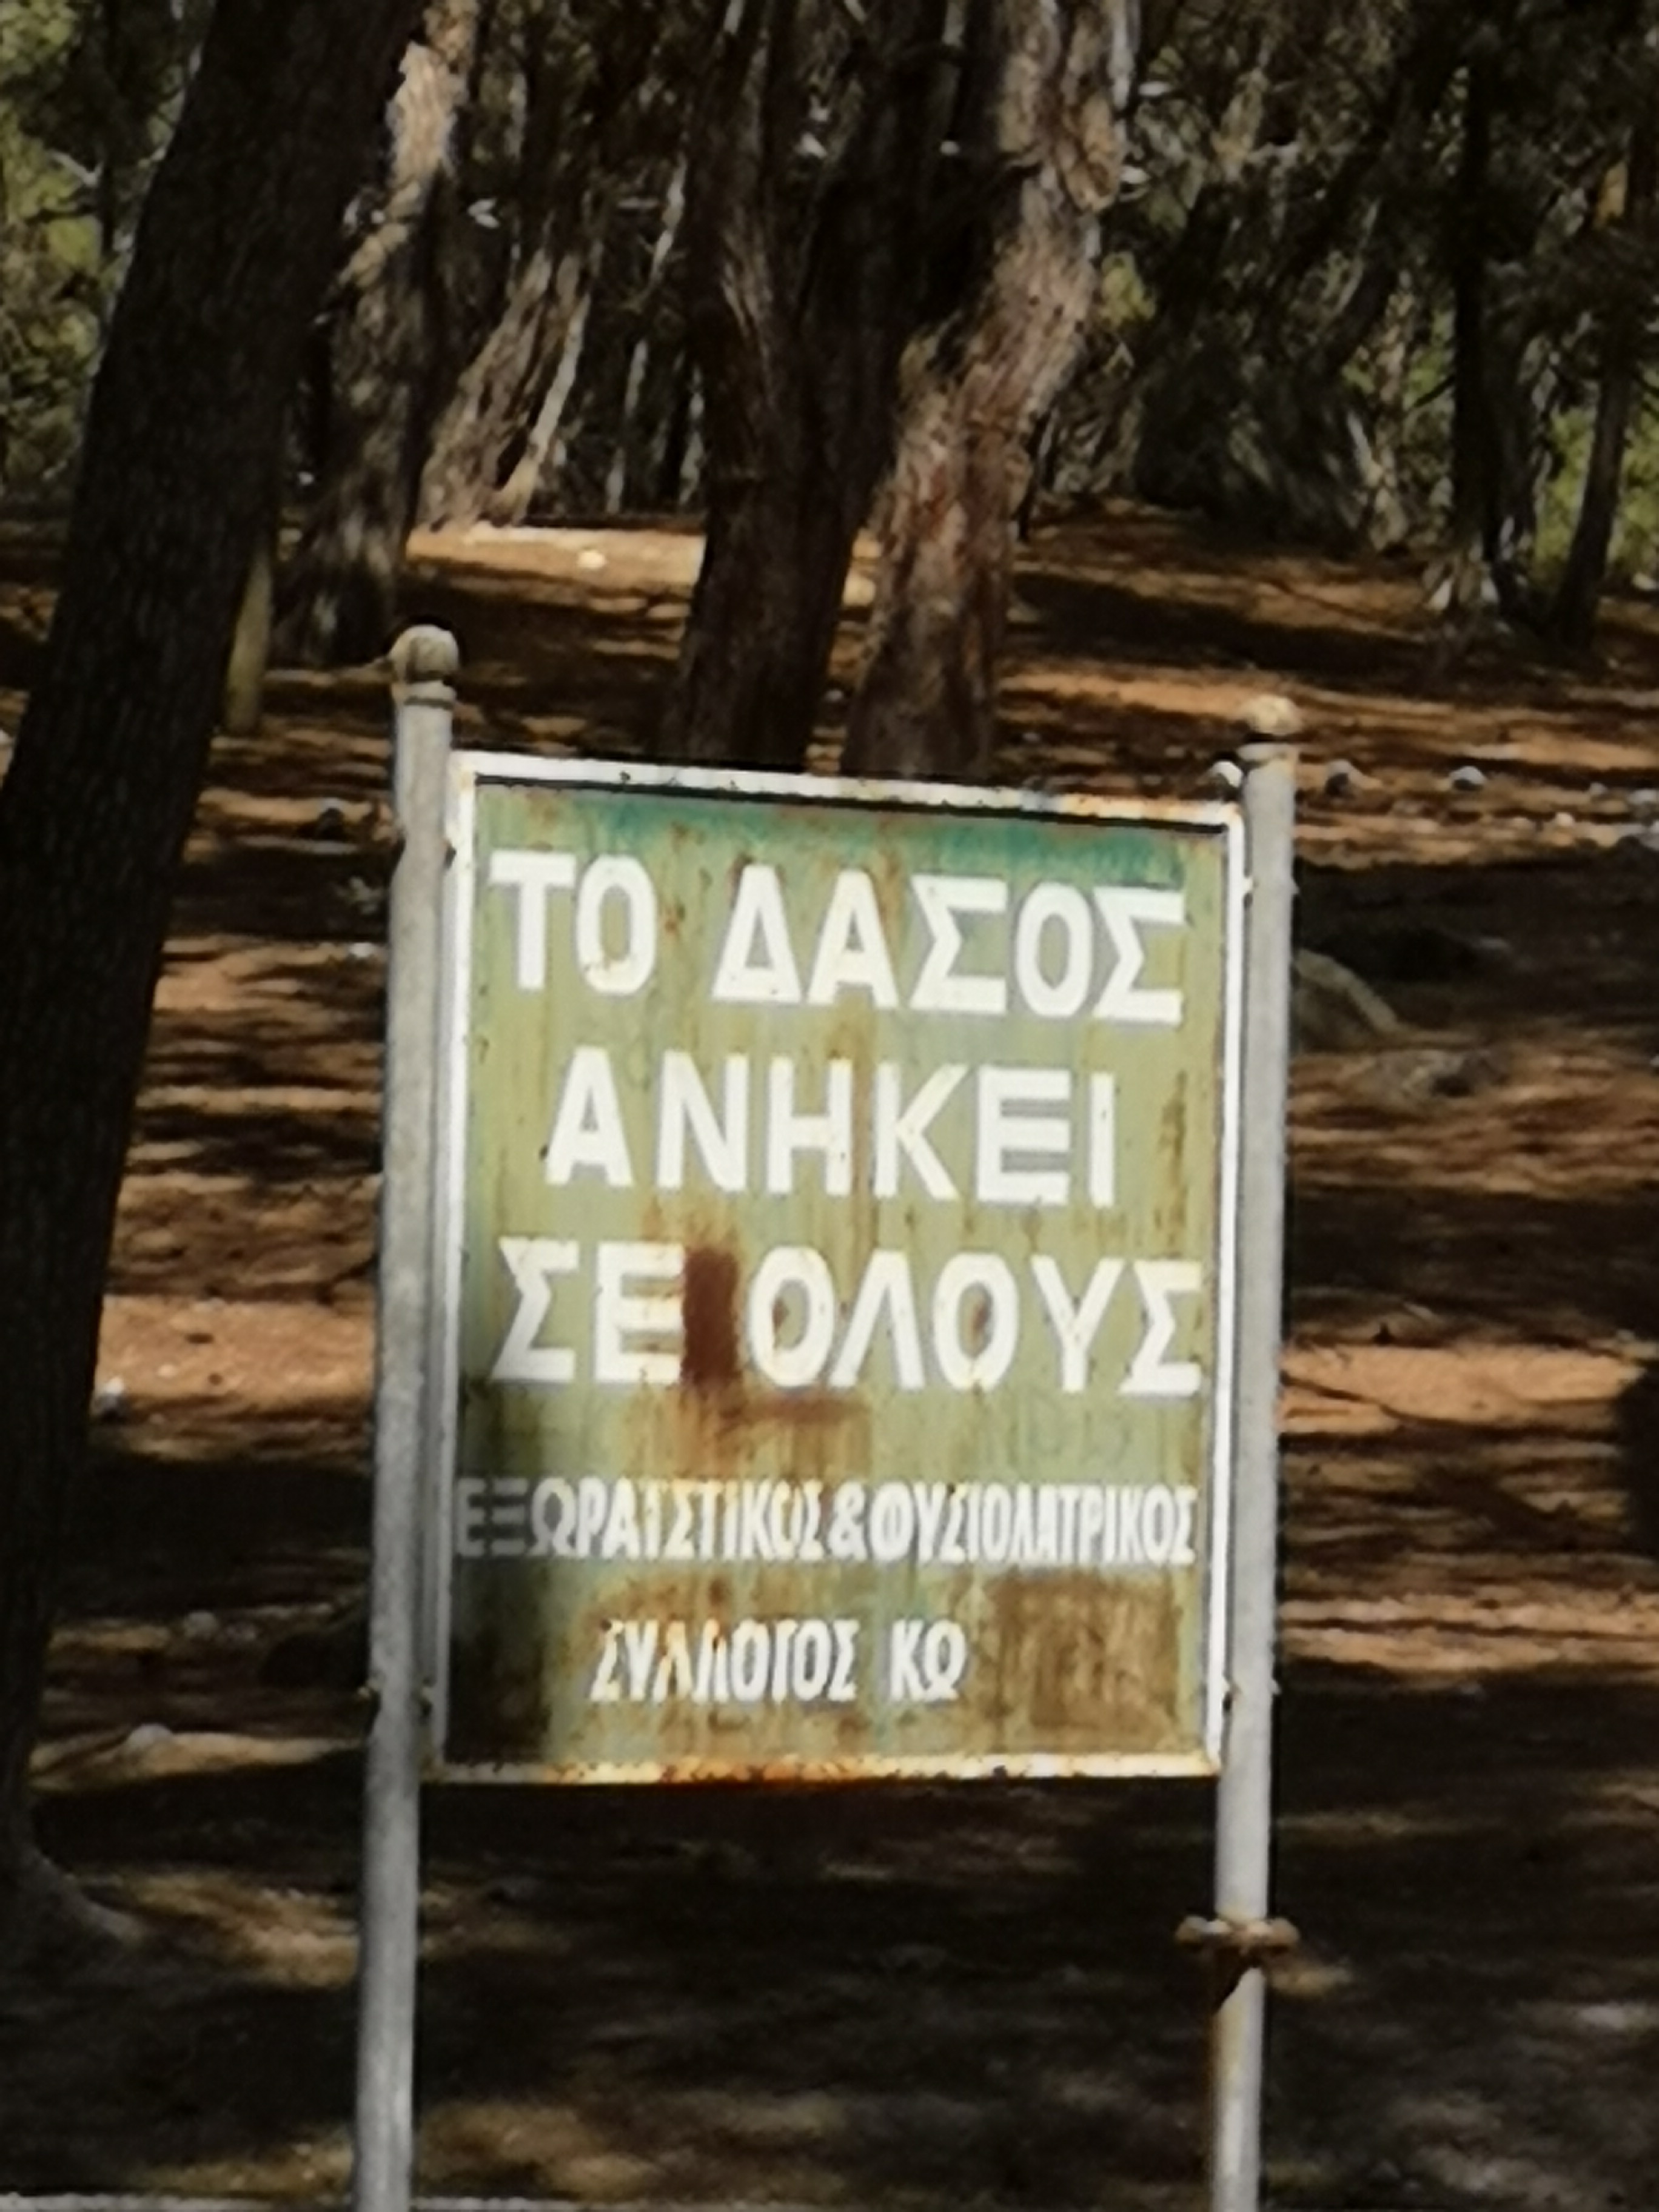 ΤΟ ΔΑΣΟΣ
ΑΝΗΚΕΙ
ΣΕ ΟΛΟΥΣ
ΕΞΩΡΑΙΣΤΙΚΟΣ & ΦΥΣΙΟΛΑΤΡΙΚΟΣ
ΣΥΛΛΟΓΟΣ ΚΩ